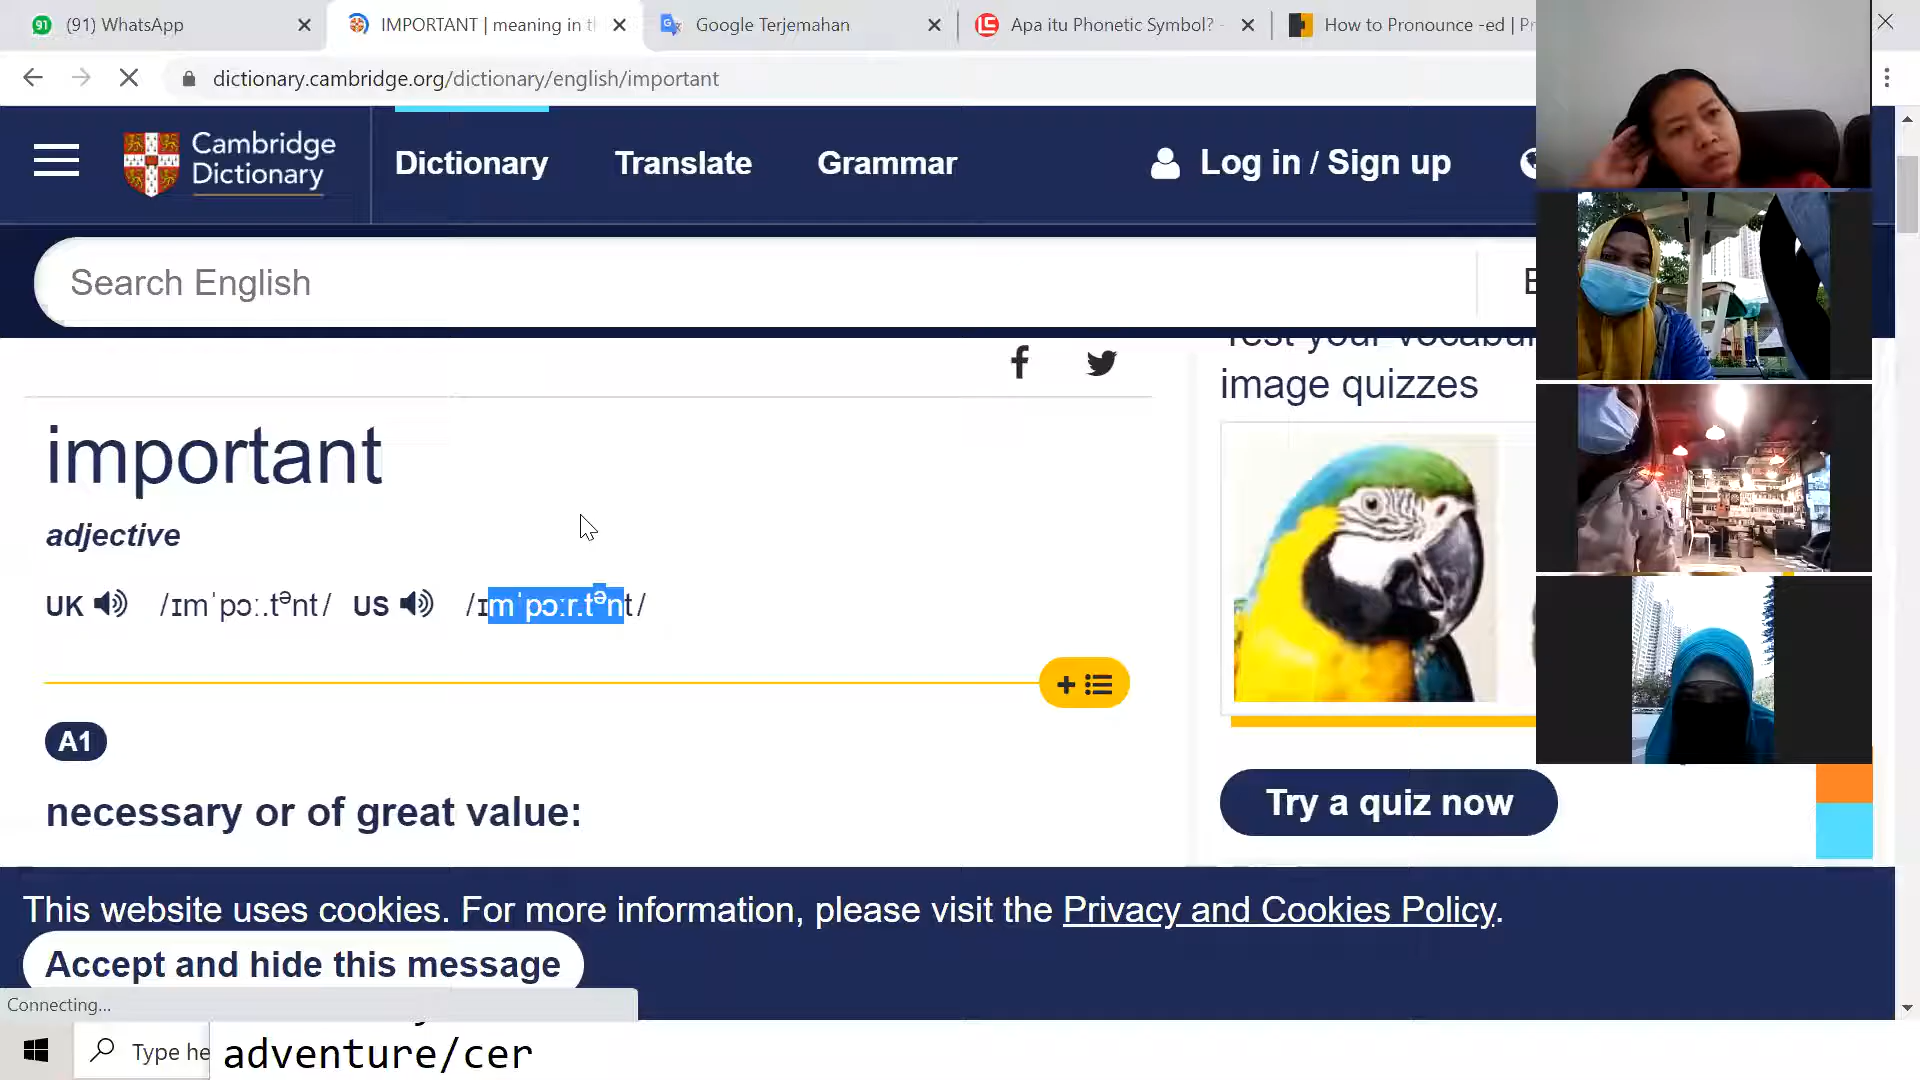 (91) WhatsApp
IMPORTANT | meaning in t
Google Terjemahan
Apa itu Phonetic Symbol? -
How to Pronounce -ed | Pr
dictionary.cambridge.org/dictionary/english/important
Cambridge
Dictionary
Dictionary
Translate
Grammar
Log in / Sign up
Search English
E
Test your vocabul
image quizzes
important
adjective
UK /ɪmˈpɔː.tᵊnt/ US /ɪmˈpɔːr.tᵊnt/
A1
necessary or of great value:
Try a quiz now
This website uses cookies. For more information, please visit the Privacy and Cookies Policy.
Accept and hide this message
Connecting...
Type he
adventure/cer